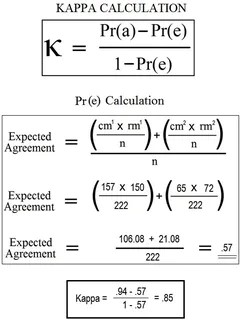 KAPPA CALCULATION
κ = Pr(a)−Pr(e) / 1−Pr(e)
Pr(e) Calculation
Expected Agreement = ((cm¹ x rm¹ / n) + (cm² x rm² / n)) / n
Expected Agreement = (157 x 150 / 222) + (65 x 72 / 222)
Expected Agreement = 106.08 + 21.08 / 222 = .57
Kappa = .94 - .57 / 1 - .57 = .85